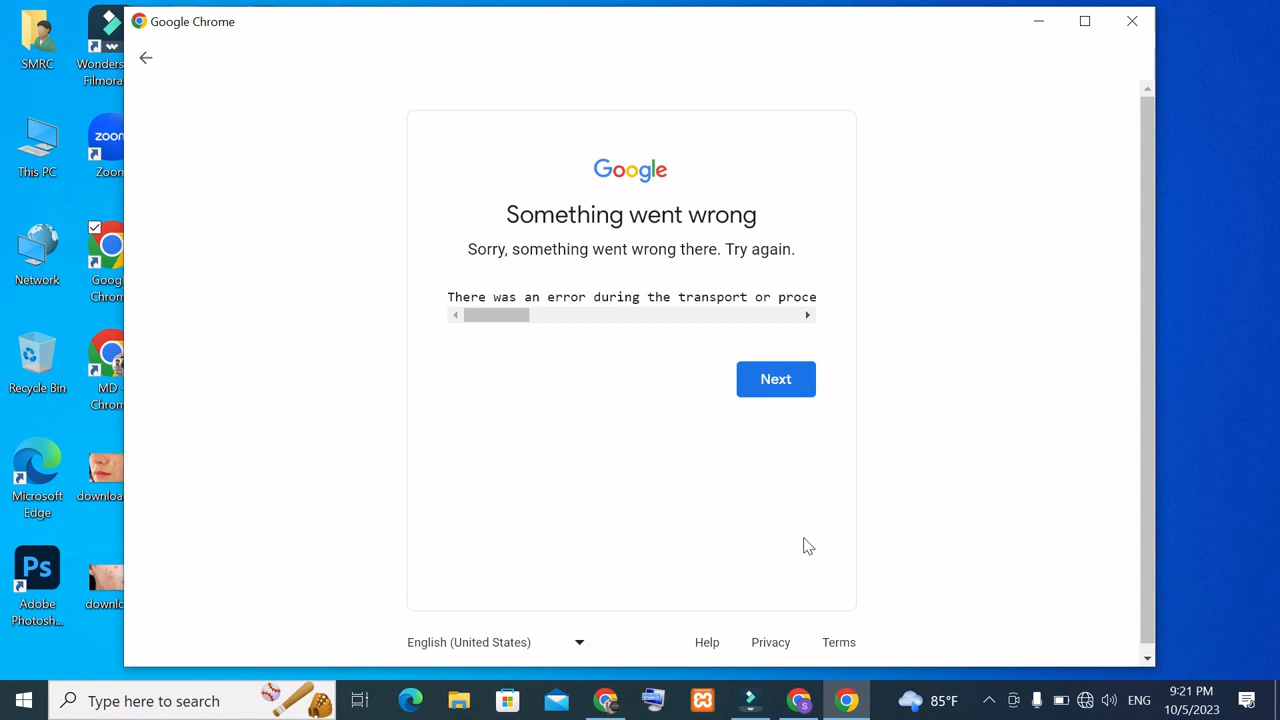 Google Chrome
SMRC
Wonders
Filmora
This PC
zoom
Zoom
Network
Googl
Chrom
Recycle Bin
MD -
Chrom
Microsoft
Edge
downloa
Ps
Adobe
Photosh...
downlo
Google
Something went wrong
Sorry, something went wrong there. Try again.
There was an error during the transport or proce
Next
English (United States)
Help
Privacy
Terms
Type here to search
S
85°F
ENG
9:21 PM
10/5/2023